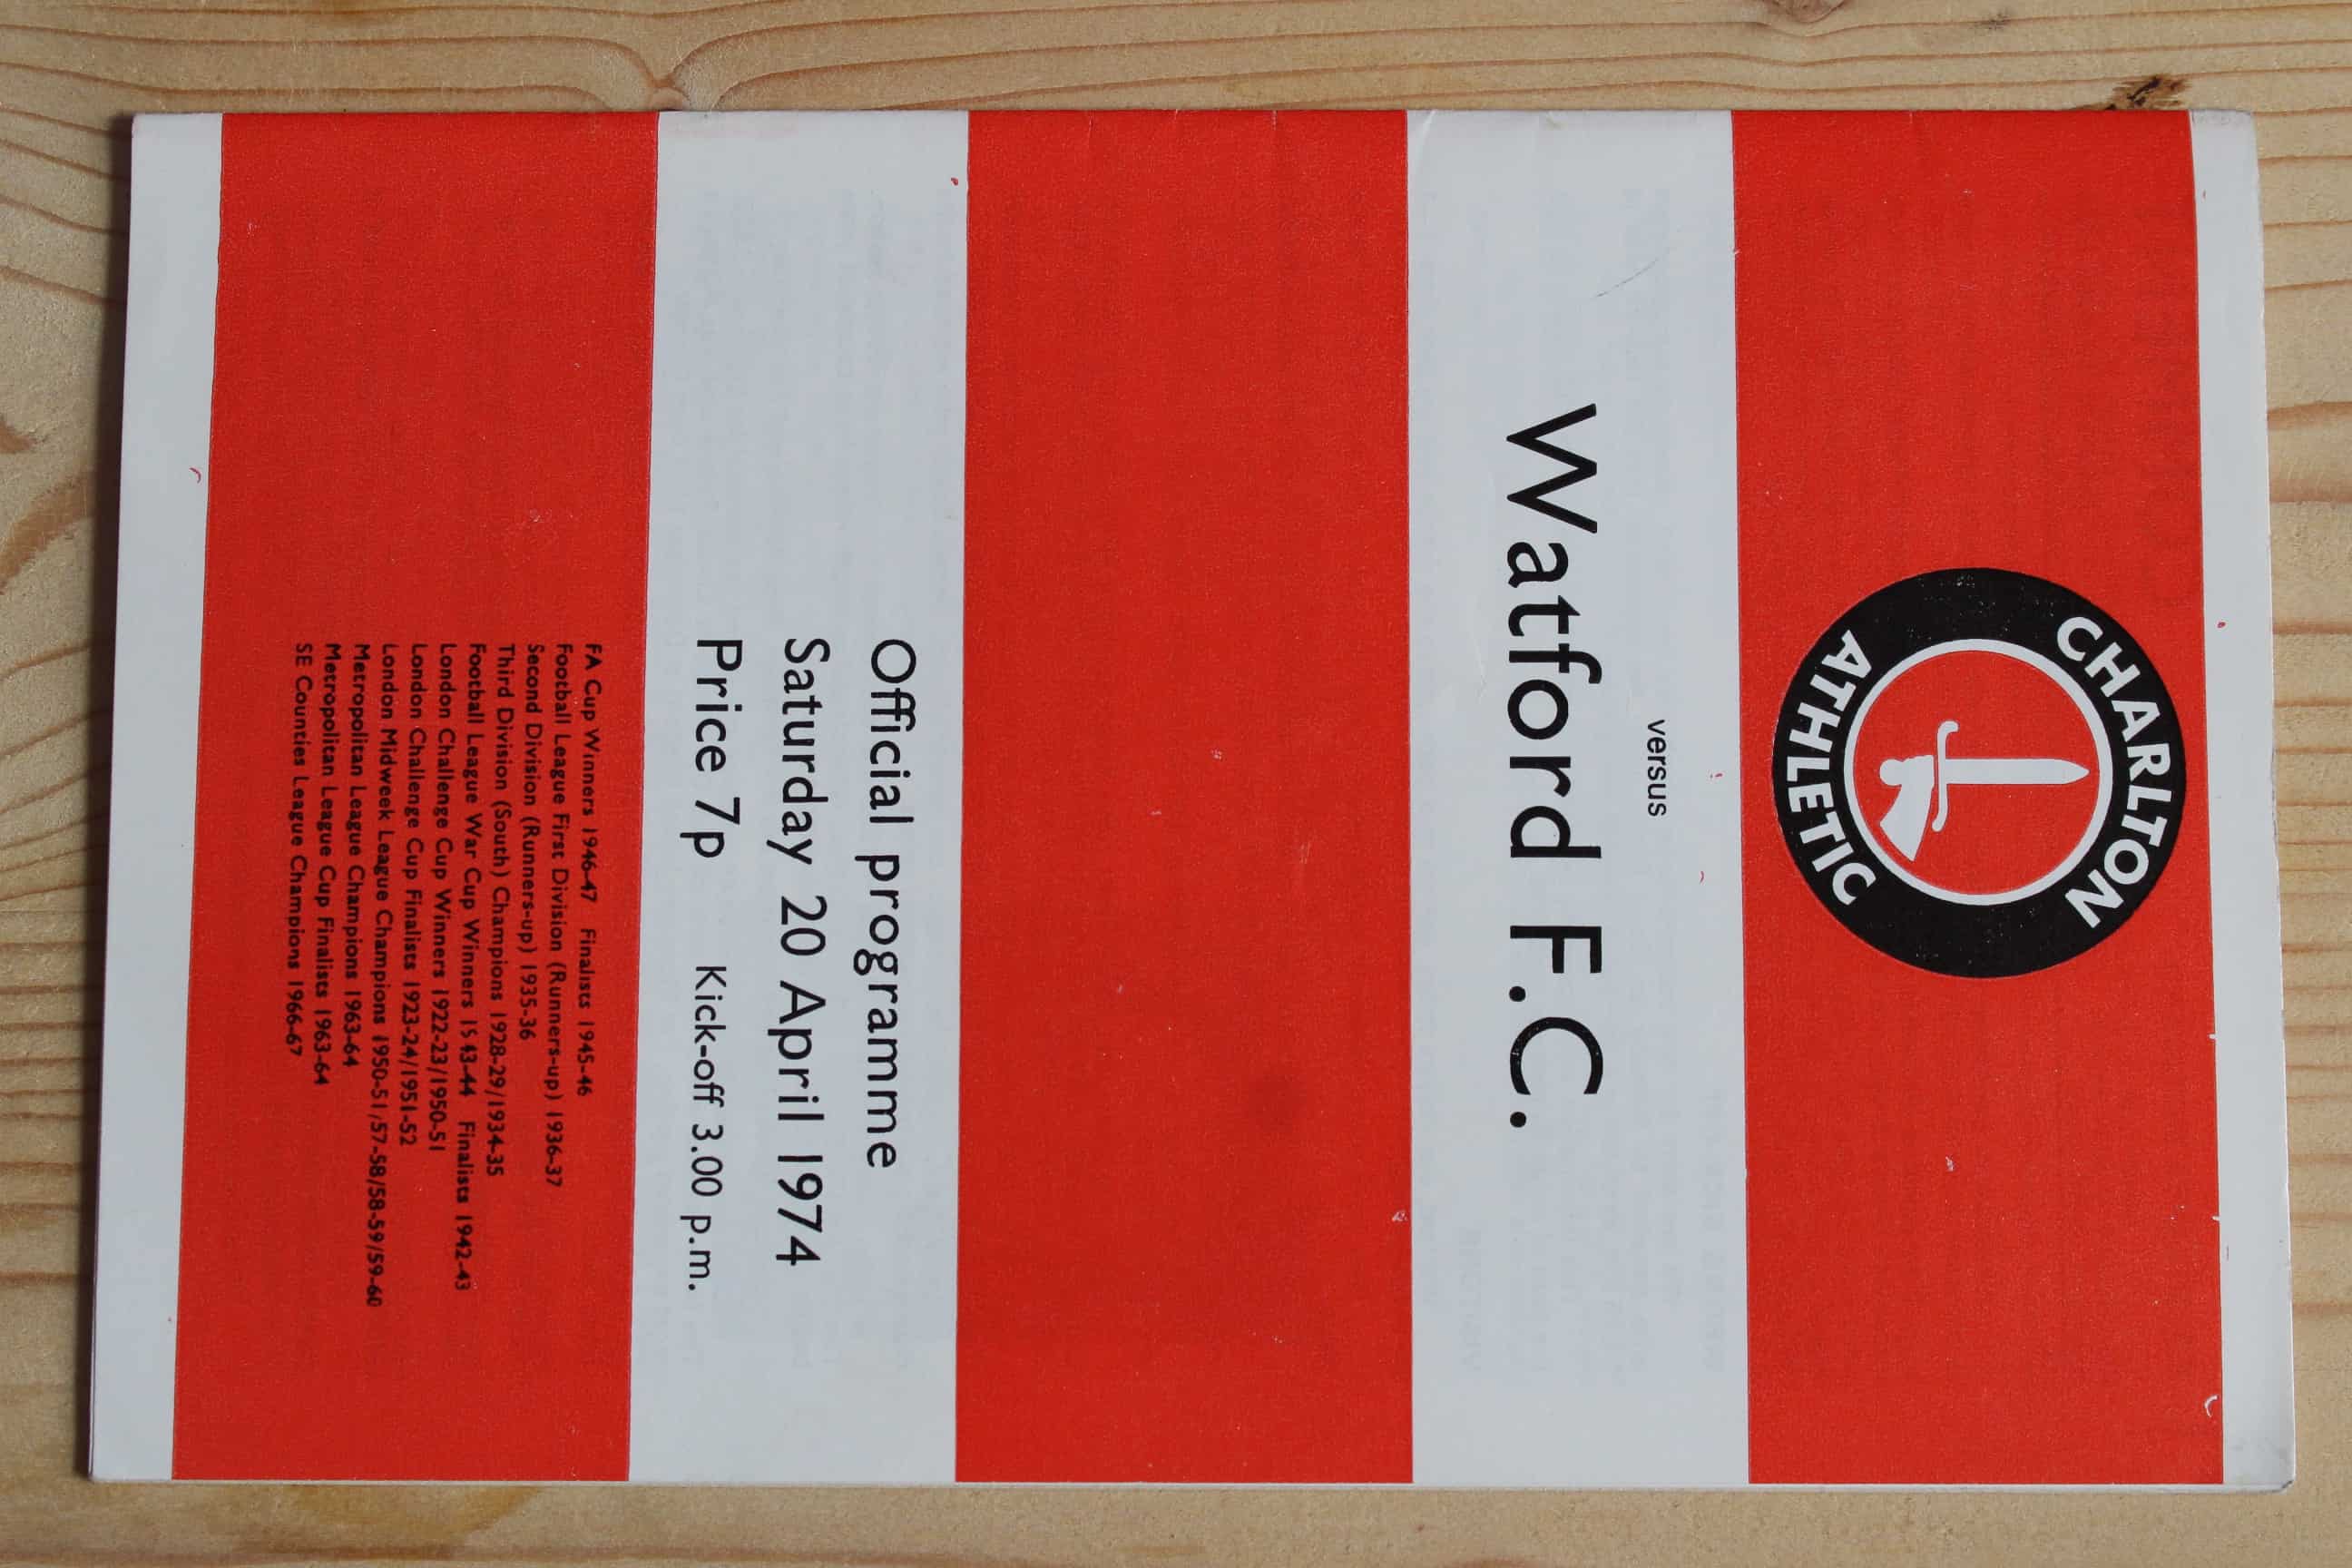 CHARLTON
ATHLETIC
versus
Watford F.C.
Official programme
Saturday 20 April 1974
Price 7p Kick-off 3.00 p.m.
FA Cup Winners 1946-47 Finalists 1945-46
Football League First Division (Runners-up) 1936-37
Second Division (Runners-up) 1935-36
Third Division (South) Champions 1928-29/1934-35
Football League War Cup Winners 1943-44 Finalists 1942-43
London Challenge Cup Winners 1922-23/1950-51
London Challenge Cup Finalists 1923-24/1951-52
London Midweek League Champions 1950-51/57-58/58-59/59-60
Metropolitan League Champions 1963-64
Metropolitan League Cup Finalists 1963-64
SE Counties League Champions 1966-67